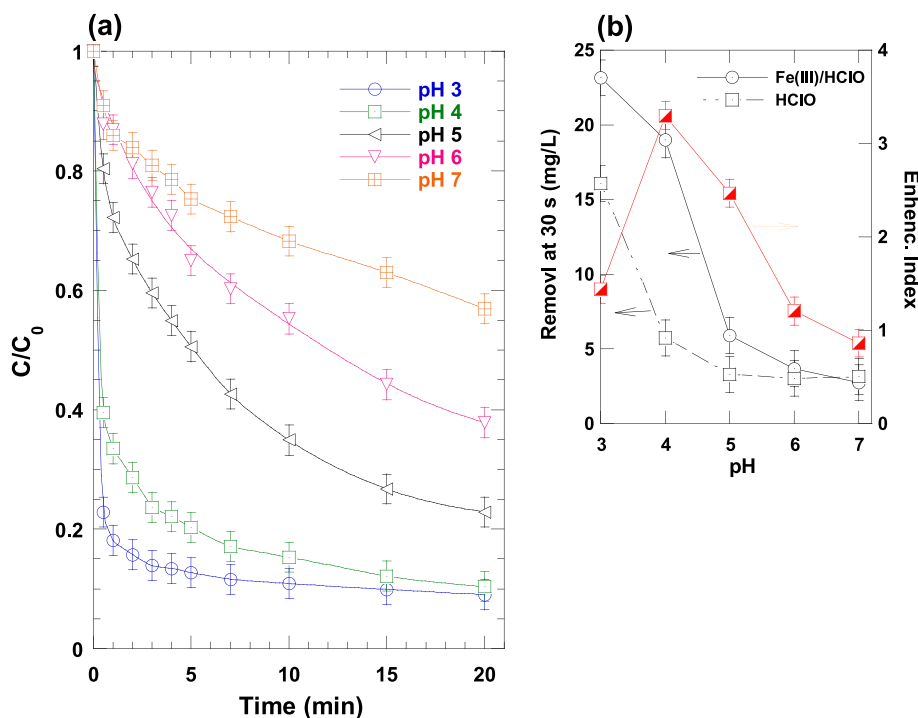 (a)
C/C0
1
0.8
0.6
0.4
0.2
0
0 5 10 15 20
Time (min)
pH 3
pH 4
pH 5
pH 6
pH 7
(b)
Removl at 30 s (mg/L)
25
20
15
10
5
0
3 4 5 6 7
pH
Fe(III)/HClO
HClO
4
3
2
1
0
Enhenc. Index